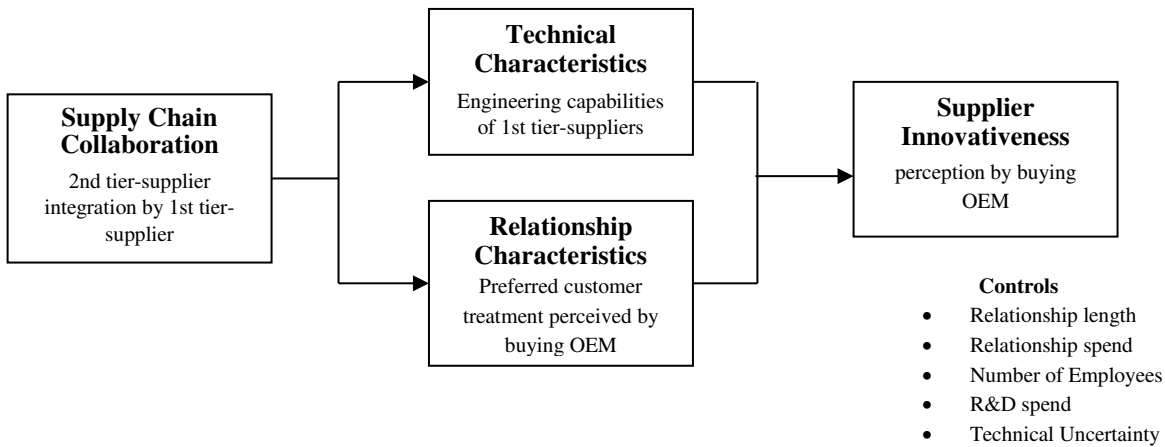 Supply Chain
Collaboration
2nd tier-supplier
integration by 1st tier-
supplier
Technical
Characteristics
Engineering capabilities
of 1st tier-suppliers
Relationship
Characteristics
Preferred customer
treatment perceived by
buying OEM
Supplier
Innovativeness
perception by buying
OEM
Controls
• Relationship length
• Relationship spend
• Number of Employees
• R&D spend
• Technical Uncertainty